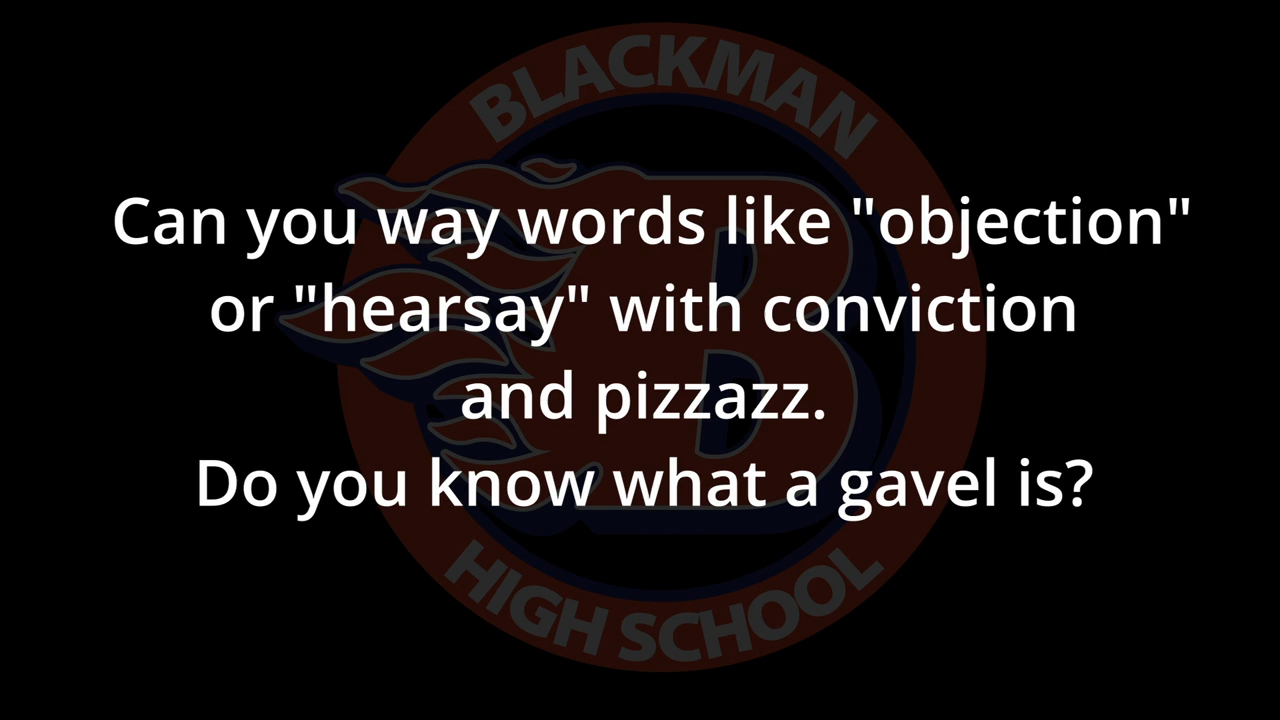 BLACKMAN
Can you way words like "objection"
or "hearsay" with conviction
and pizzazz.
Do you know what a gavel is?
HIGH SCHOOL